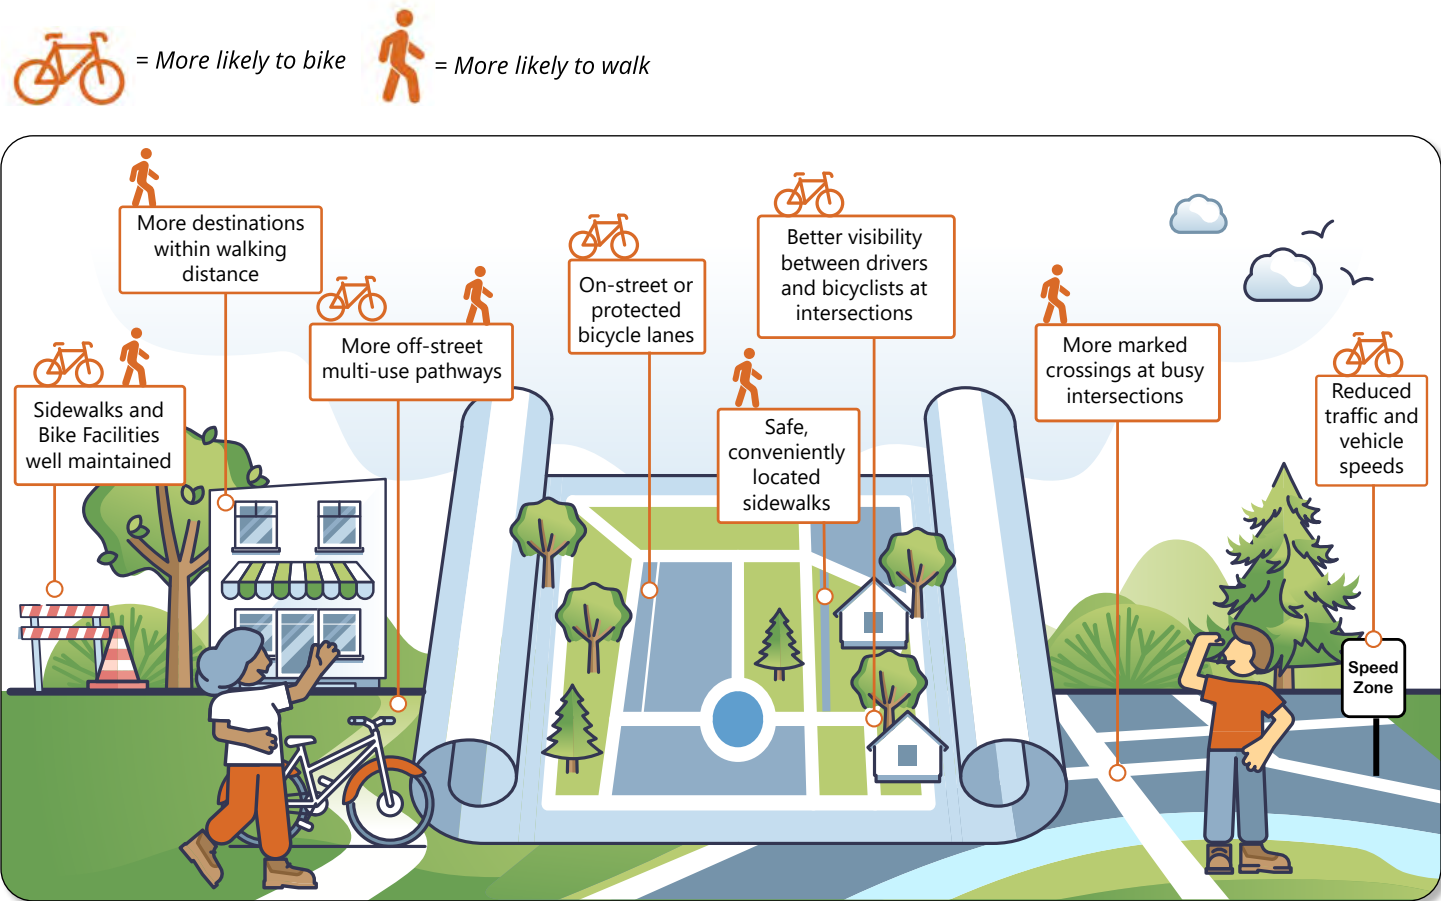 = More likely to bike
= More likely to walk
More destinations
within walking
distance
Sidewalks and
Bike Facilities
well maintained
More off-street
multi-use pathways
On-street or
protected
bicycle lanes
Better visibility
between drivers
and bicyclists at
intersections
Safe,
conveniently
located
sidewalks
More marked
crossings at busy
intersections
Reduced
traffic and
vehicle
speeds
Speed
Zone